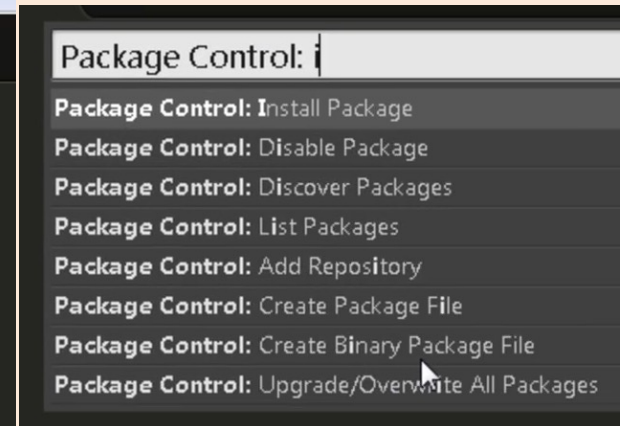 Package Control: i
Package Control: Install Package
Package Control: Disable Package
Package Control: Discover Packages
Package Control: List Packages
Package Control: Add Repository
Package Control: Create Package File
Package Control: Create Binary Package File
Package Control: Upgrade/Overwrite All Packages